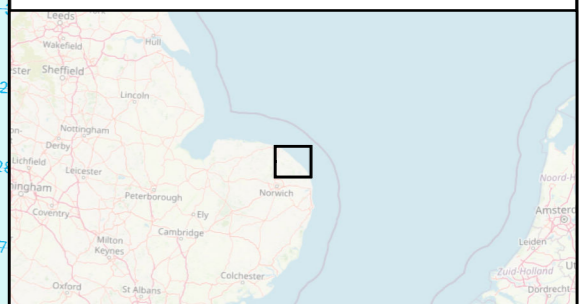 Leeds
Wakefield
Hull
Sheffield
Lincoln
Nottingham
Derby
Lichfield
Leicester
Norwich
Peterborough
Coventry
Ely
Cambridge
Milton
Keynes
Colchester
Oxford
St Albans
Noord-H
Amsterd
Leiden
Zuid-Holland
Dordrecht